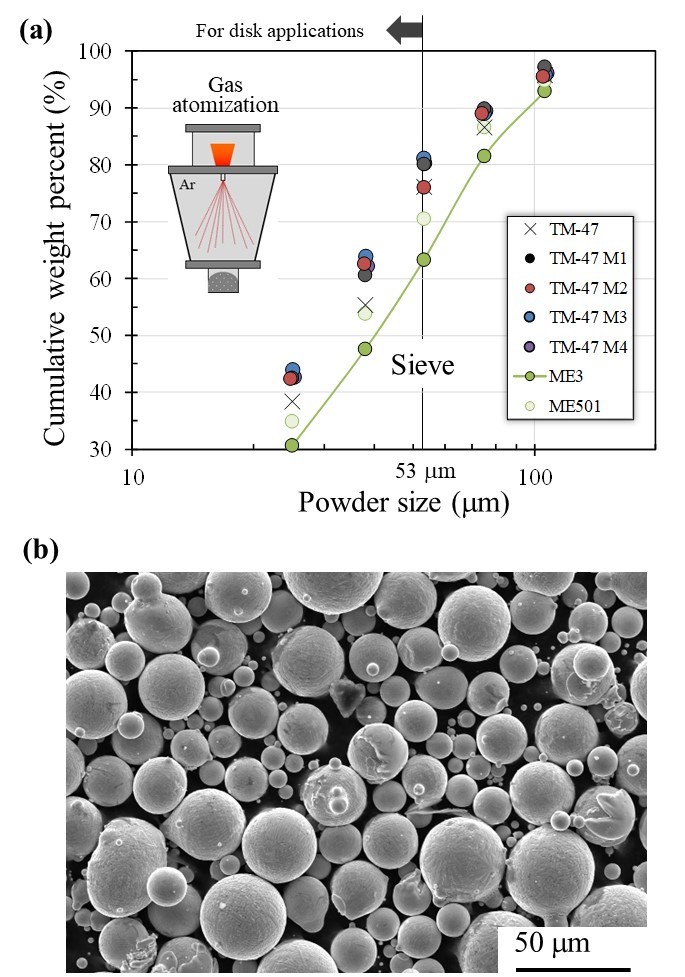 (a)
For disk applications
Cumulative weight percent (%)
100
90
80
70
60
50
40
30
Gas
atomization
Ar
Sieve
TM-47
TM-47 M1
TM-47 M2
TM-47 M3
TM-47 M4
ME3
ME501
10
53 μm
100
Powder size (μm)
(b)
50 μm